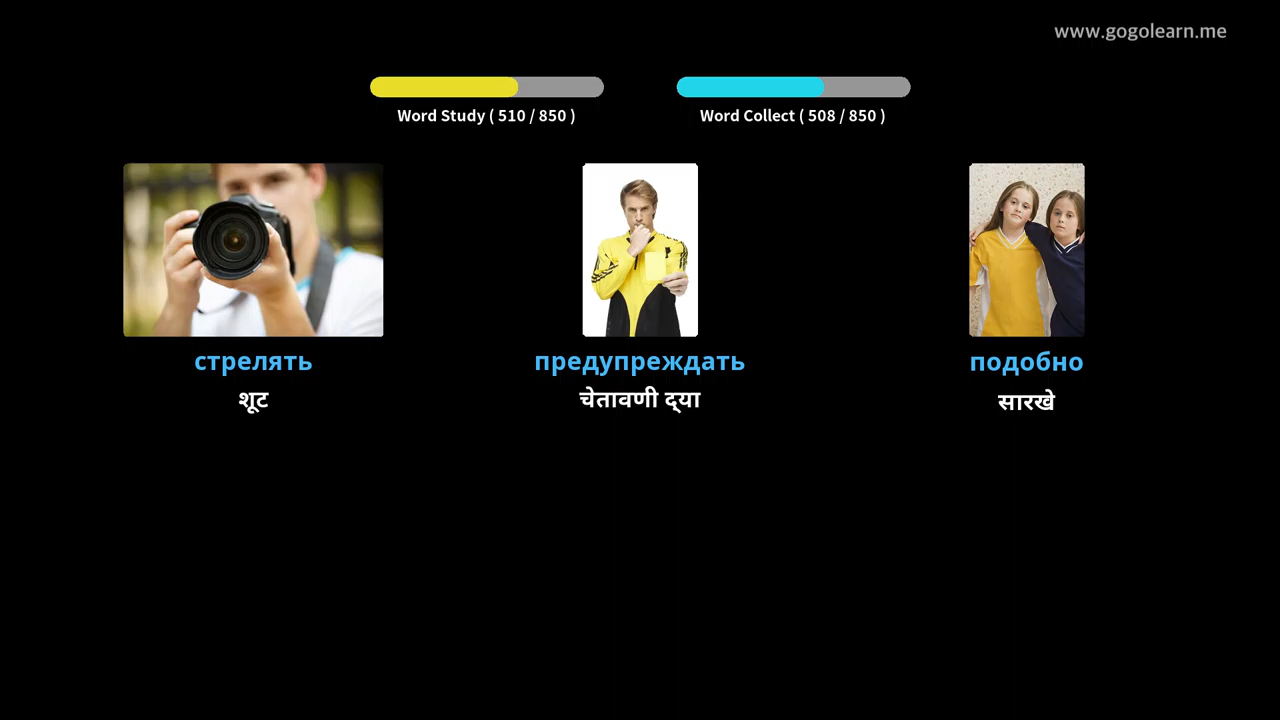 www.gogolearn.me
Word Study ( 510 / 850 )
Word Collect ( 508 / 850 )
стрелять
предупреждать
подобно
शूट
चेतावणी द्या
सारखे